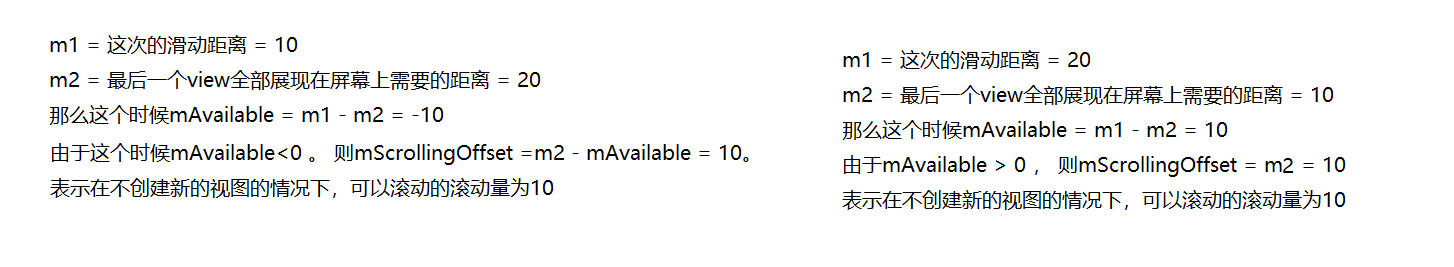 m1 = 这次的滑动距离 = 10
m2 = 最后一个view全部展现在屏幕上需要的距离 = 20
那么这个时候mAvailable = m1 - m2 = -10
由于这个时候mAvailable<0 。 则mScrollingOffset =m2 - mAvailable = 10。
表示在不创建新的视图的情况下，可以滚动的滚动量为10
m1 = 这次的滑动距离 = 20
m2 = 最后一个view全部展现在屏幕上需要的距离 = 10
那么这个时候mAvailable = m1 - m2 = 10
由于mAvailable > 0 ， 则mScrollingOffset = m2 = 10
表示在不创建新的视图的情况下，可以滚动的滚动量为10